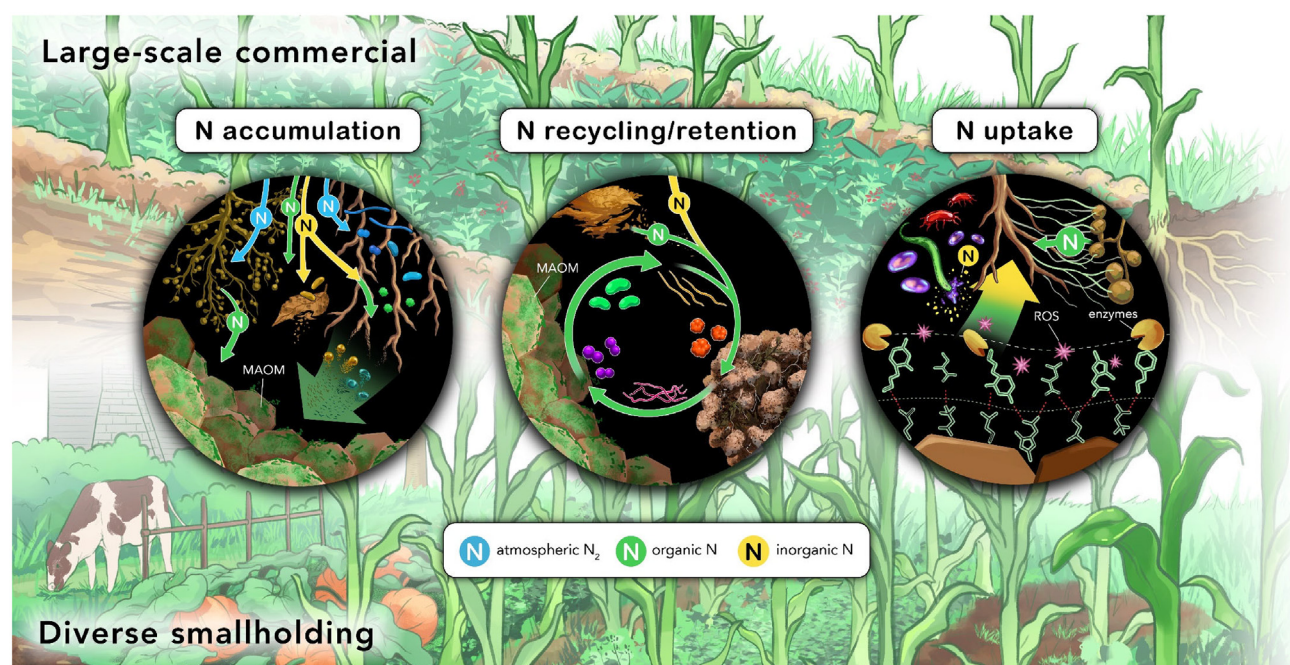 Large-scale commercial
N accumulation
N recycling/retention
N uptake
N
N
N
N
N
MAOM
N
N
MAOM
N
N
ROS
enzymes
N atmospheric N₂
N organic N
N inorganic N
Diverse smallholding